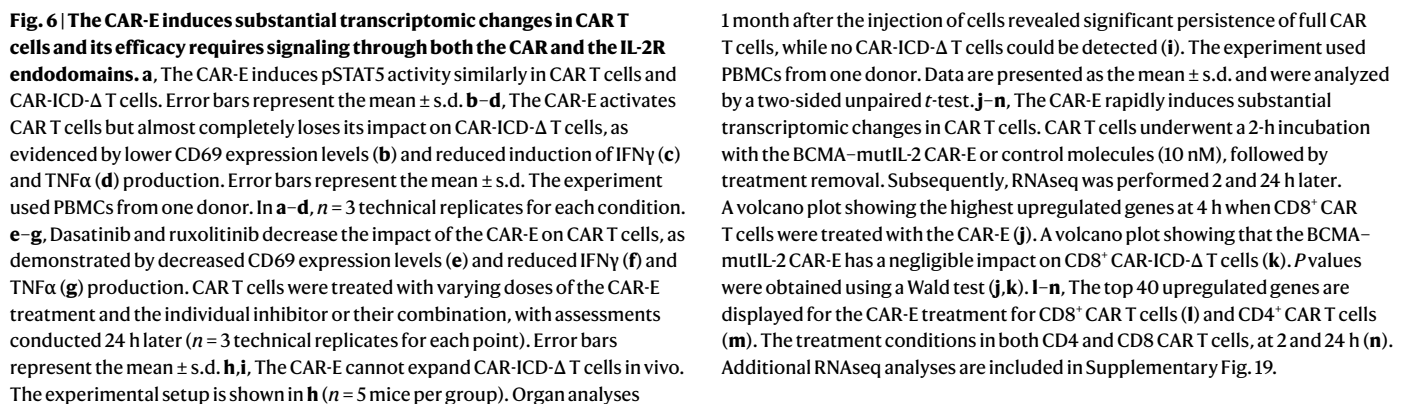 Fig. 6 | The CAR-E induces substantial transcriptomic changes in CAR T
cells and its efficacy requires signaling through both the CAR and the IL-2R
endodomains. a, The CAR-E induces pSTAT5 activity similarly in CAR T cells and
CAR-ICD-Δ T cells. Error bars represent the mean ± s.d. b–d, The CAR-E activates
CAR T cells but almost completely loses its impact on CAR-ICD-Δ T cells, as
evidenced by lower CD69 expression levels (b) and reduced induction of IFNγ (c)
and TNFα (d) production. Error bars represent the mean ± s.d. The experiment
used PBMCs from one donor. In a–d, n = 3 technical replicates for each condition.
e–g, Dasatinib and ruxolitinib decrease the impact of the CAR-E on CAR T cells, as
demonstrated by decreased CD69 expression levels (e) and reduced IFNγ (f) and
TNFα (g) production. CAR T cells were treated with varying doses of the CAR-E
treatment and the individual inhibitor or their combination, with assessments
conducted 24 h later (n = 3 technical replicates for each point). Error bars
represent the mean ± s.d. h,i, The CAR-E cannot expand CAR-ICD-Δ T cells in vivo.
The experimental setup is shown in h (n = 5 mice per group). Organ analyses
1 month after the injection of cells revealed significant persistence of full CAR
T cells, while no CAR-ICD-Δ T cells could be detected (i). The experiment used
PBMCs from one donor. Data are presented as the mean ± s.d. and were analyzed
by a two-sided unpaired t-test. j–n, The CAR-E rapidly induces substantial
transcriptomic changes in CAR T cells. CAR T cells underwent a 2-h incubation
with the BCMA–mutIL-2 CAR-E or control molecules (10 nM), followed by
treatment removal. Subsequently, RNAseq was performed 2 and 24 h later.
A volcano plot showing the highest upregulated genes at 4 h when CD8⁺ CAR
T cells were treated with the CAR-E (j). A volcano plot showing that the BCMA–
mutIL-2 CAR-E has a negligible impact on CD8⁺ CAR-ICD-Δ T cells (k). P values
were obtained using a Wald test (j,k). l–n, The top 40 upregulated genes are
displayed for the CAR-E treatment for CD8⁺ CAR T cells (l) and CD4⁺ CAR T cells
(m). The treatment conditions in both CD4 and CD8 CAR T cells, at 2 and 24 h (n).
Additional RNAseq analyses are included in Supplementary Fig. 19.